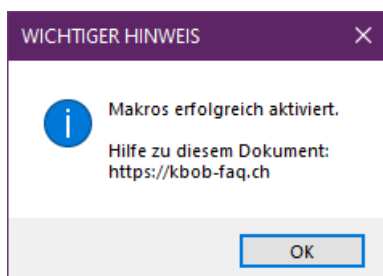 WICHTIGER HINWEIS
Makros erfolgreich aktiviert.
Hilfe zu diesem Dokument:
https://kbob-faq.ch
OK